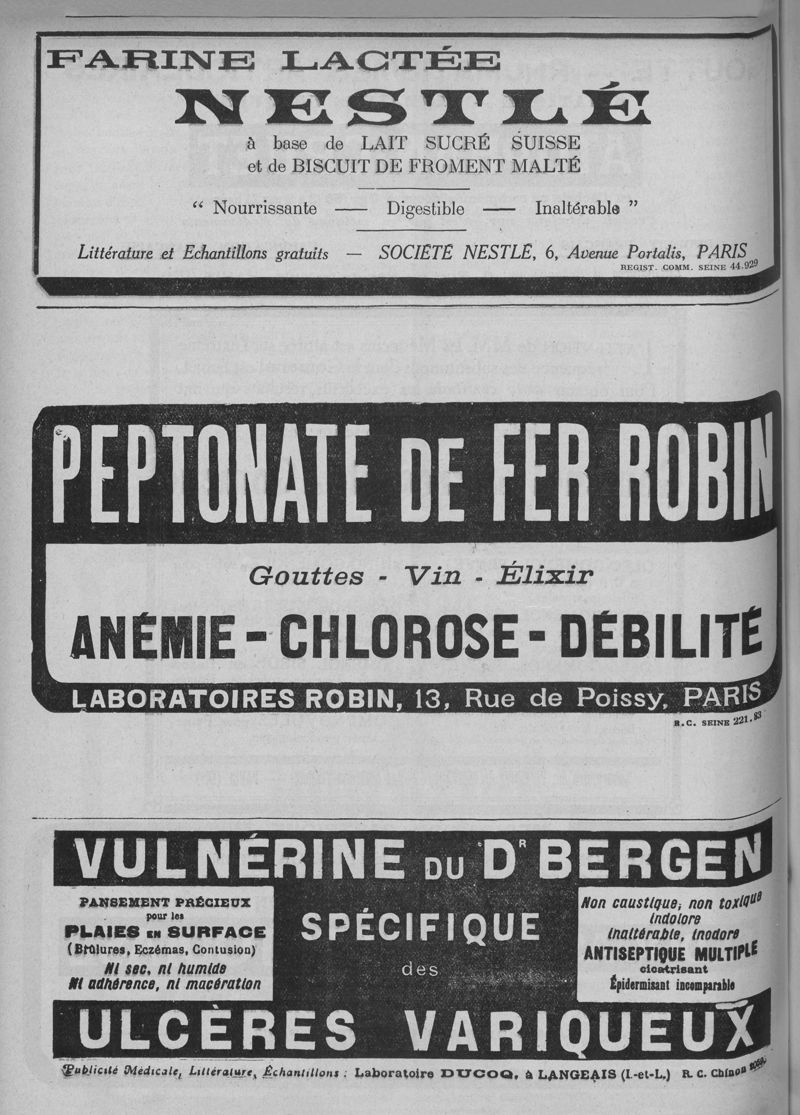 FARINE LACTÉE
NESTLÉ
à base de LAIT SUCRÉ SUISSE
et de BISCUIT DE FROMENT MALTÉ
“ Nourrissante — Digestible — Inaltérable ”
Littérature et Echantillons gratuits — SOCIÉTÉ NESTLÉ, 6, Avenue Portalis, PARIS
REGIST. COMM. SEINE 44.929
PEPTONATE DE FER ROBIN
Gouttes - Vin - Élixir
ANÉMIE - CHLOROSE - DÉBILITÉ
LABORATOIRES ROBIN, 13, Rue de Poissy, PARIS
R.C. SEINE 221.83
VULNÉRINE DU Dr BERGEN
PANSEMENT PRÉCIEUX
pour les
PLAIES EN SURFACE
(Brûlures, Eczémas, Contusion)
Ni sec, ni humide
Ni adhérence, ni macération
SPÉCIFIQUE
des
Non caustique, non toxique
indolore
inaltérable, inodore
ANTISEPTIQUE MULTIPLE
cicatrisant
Épidermisant incomparable
ULCÈRES VARIQUEUX
Publicité Médicale, Littérature, Échantillons : Laboratoire DUCOQ, à LANGEAIS (I.-et-L.) R. C. Chinon